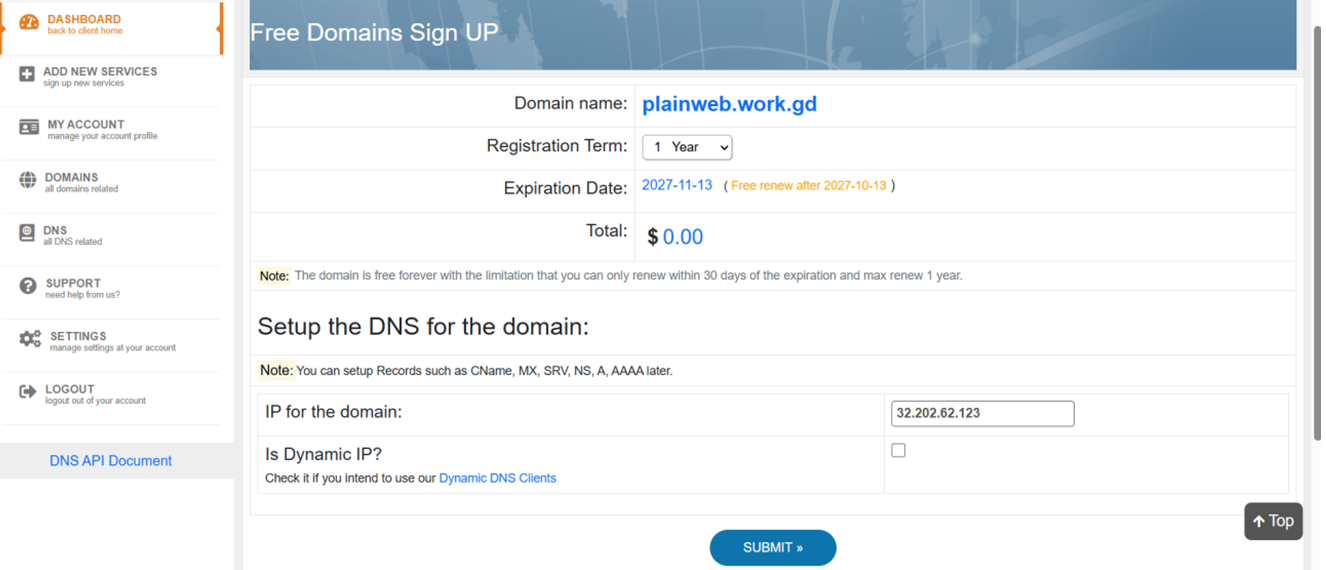 DASHBOARD
back to client home
ADD NEW SERVICES
sign up new services
MY ACCOUNT
manage your account profile
DOMAINS
all domains related
DNS
all DNS related
SUPPORT
need help from us?
SETTINGS
manage settings at your account
LOGOUT
logout out of your account
DNS API Document
Free Domains Sign UP
Domain name: plainweb.work.gd
Registration Term: 1 Year
Expiration Date: 2027-11-13 ( Free renew after 2027-10-13 )
Total: $ 0.00
Note: The domain is free forever with the limitation that you can only renew within 30 days of the expiration and max renew 1 year.
Setup the DNS for the domain:
Note: You can setup Records such as CName, MX, SRV, NS, A, AAAA later.
IP for the domain: 32.202.62.123
Is Dynamic IP?
Check it if you intend to use our Dynamic DNS Clients
Top
SUBMIT »